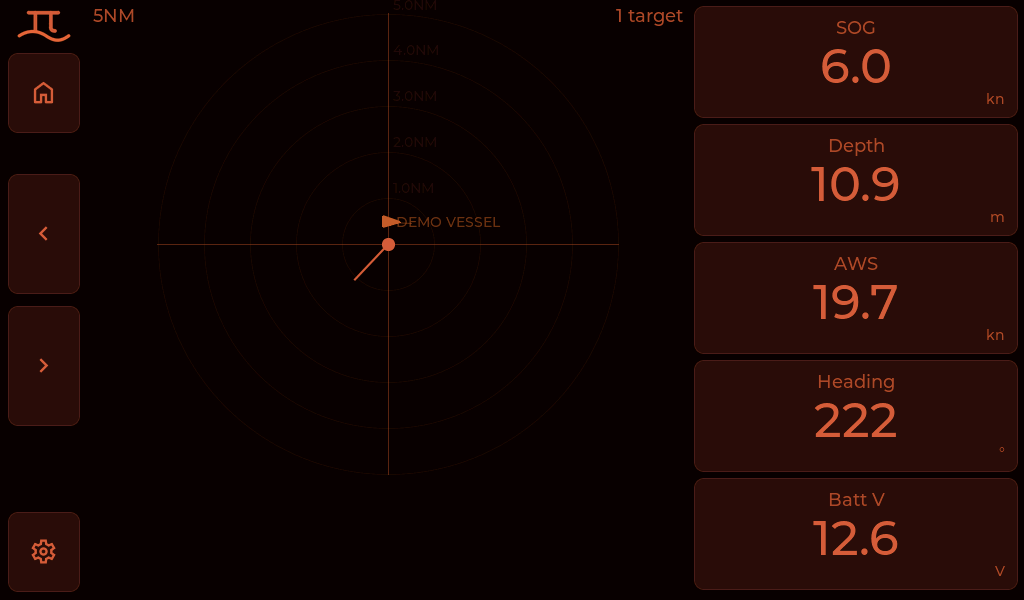 5NM
1 target
5.0NM
4.0NM
3.0NM
2.0NM
1.0NM
DEMO VESSEL
SOG
6.0
kn
Depth
10.9
m
AWS
19.7
kn
Heading
222
°
Batt V
12.6
V